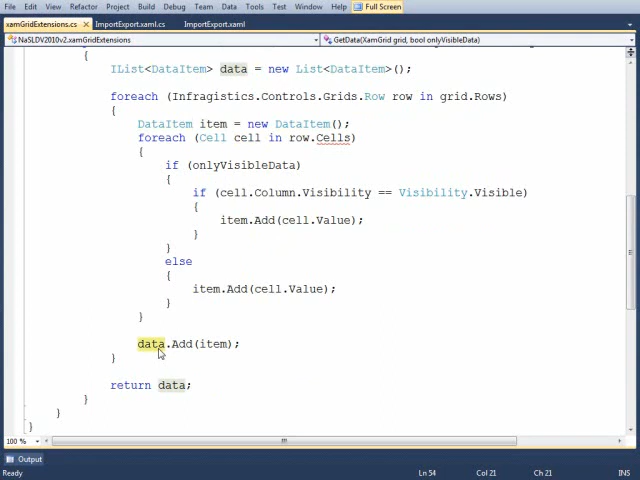 File Edit View Refactor Project Build Debug Team Data Tools Test Window Help Full Screen
xamGridExtensions.cs ImportExport.xaml.cs ImportExport.xaml
NaSLDV2010v2.xamGridExtensions GetData(XamGrid grid, bool onlyVisibleData)
{
IList<DataItem> data = new List<DataItem>();
foreach (Infragistics.Controls.Grids.Row row in grid.Rows)
{
DataItem item = new DataItem();
foreach (Cell cell in row.Cells)
{
if (onlyVisibleData)
{
if (cell.Column.Visibility == Visibility.Visible)
{
item.Add(cell.Value);
}
}
else
{
item.Add(cell.Value);
}
}
data.Add(item);
}
return data;
}
}
}
100 %
Output
Ready Ln 54 Col 21 Ch 21 INS